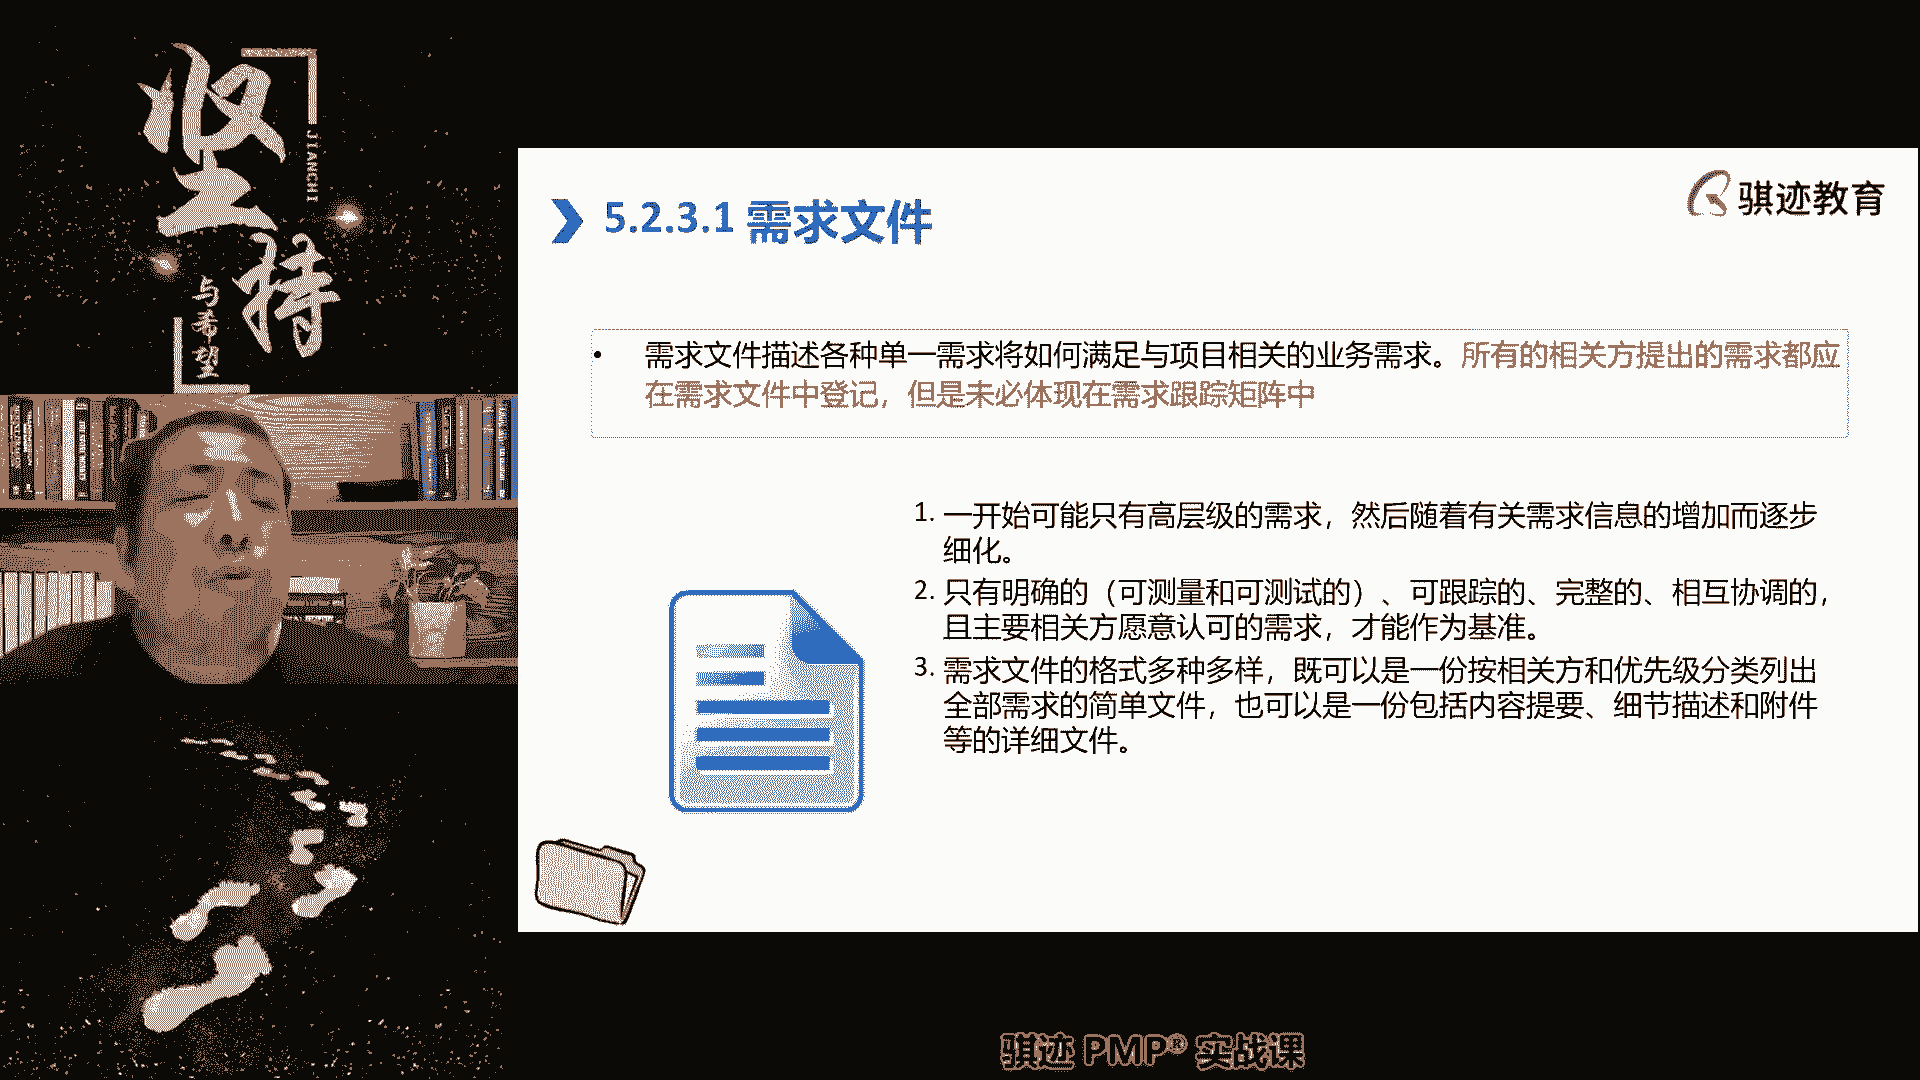 坚
JIANCHI
持
与希望
骐迹教育
5.2.3.1 需求文件
• 需求文件描述各种单一需求将如何满足与项目相关的业务需求。所有的相关方提出的需求都应
在需求文件中登记，但是未必体现在需求跟踪矩阵中
1. 一开始可能只有高层级的需求，然后随着有关需求信息的增加而逐步
细化。
2. 只有明确的（可测量和可测试的）、可跟踪的、完整的、相互协调的，
且主要相关方愿意认可的需求，才能作为基准。
3. 需求文件的格式多种多样，既可以是一份按相关方和优先级分类列出
全部需求的简单文件，也可以是一份包括内容提要、细节描述和附件
等的详细文件。
骐迹 PMP® 实战课